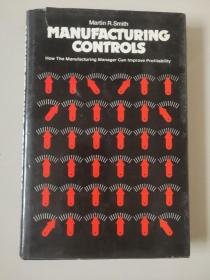 Martin R. Smith
MANUFACTURING
CONTROLS
How The Manufacturing Manager Can Improve Profitability